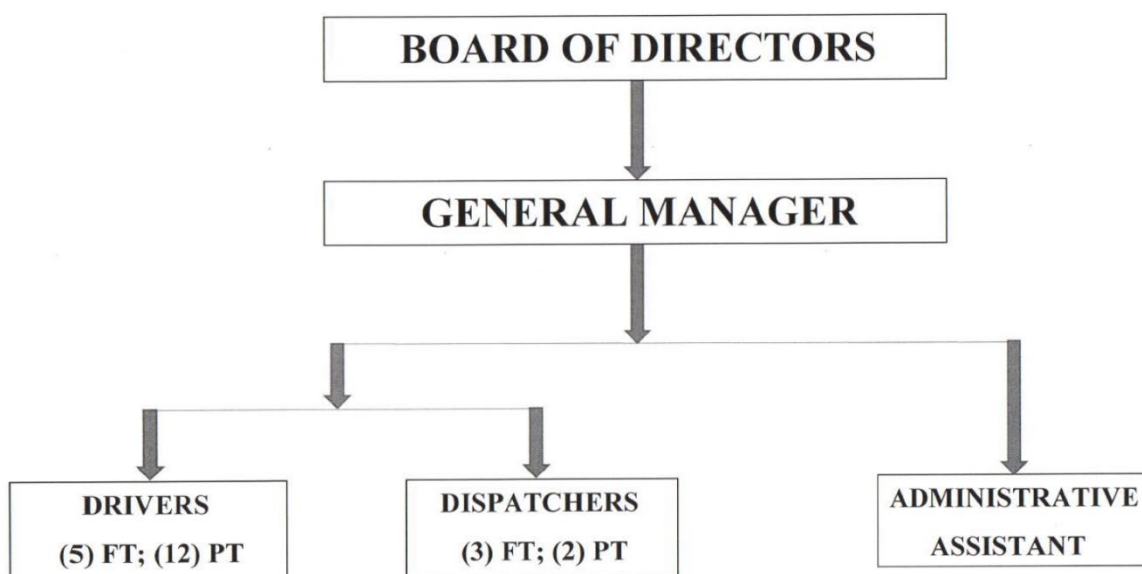 BOARD OF DIRECTORS
GENERAL MANAGER
DRIVERS
(5) FT; (12) PT
DISPATCHERS
(3) FT; (2) PT
ADMINISTRATIVE
ASSISTANT